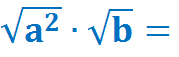 √a² · √b =